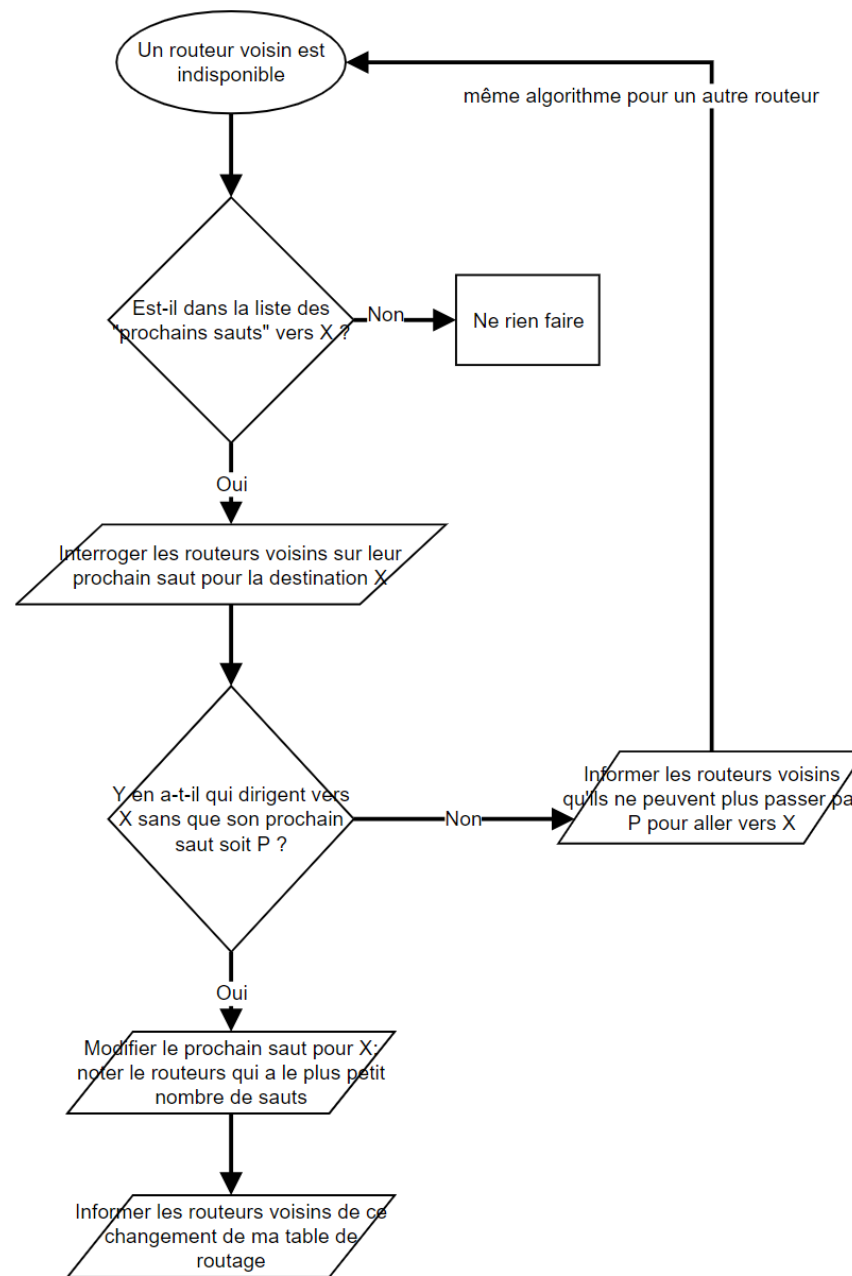 Un routeur voisin est
indisponible
même algorithme pour un autre routeur
Est-il dans la liste des
"prochains sauts" vers X ?
Non
Ne rien faire
Oui
Interroger les routeurs voisins sur leur
prochain saut pour la destination X
Y en a-t-il qui dirigent vers
X sans que son prochain
saut soit P ?
Non
Informer les routeurs voisins
qu'ils ne peuvent plus passer pa
P pour aller vers X
Oui
Modifier le prochain saut pour X:
noter le routeurs qui a le plus petit
nombre de sauts
Informer les routeurs voisins de ce
changement de ma table de
routage